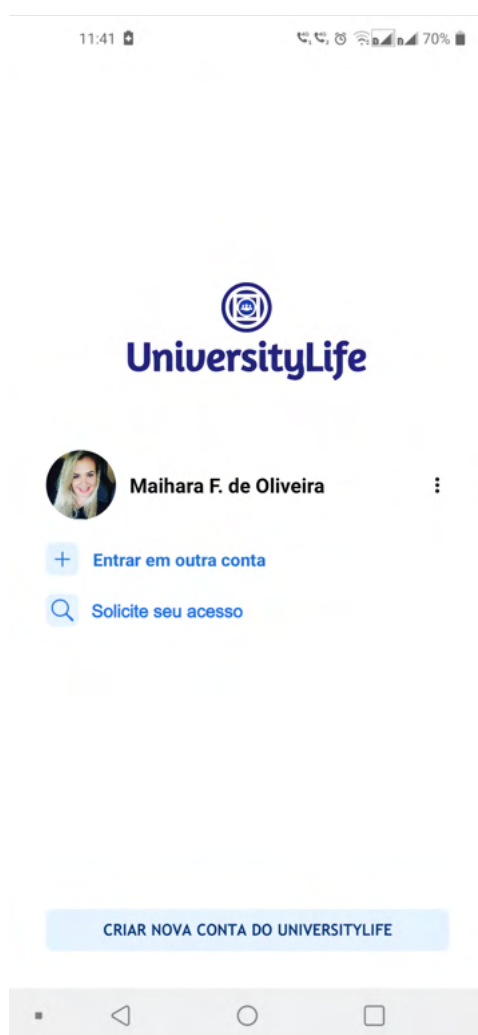 11:41 70%
UniversityLife
Maihara F. de Oliveira
Entrar em outra conta
Solicite seu acesso
CRIAR NOVA CONTA DO UNIVERSITYLIFE